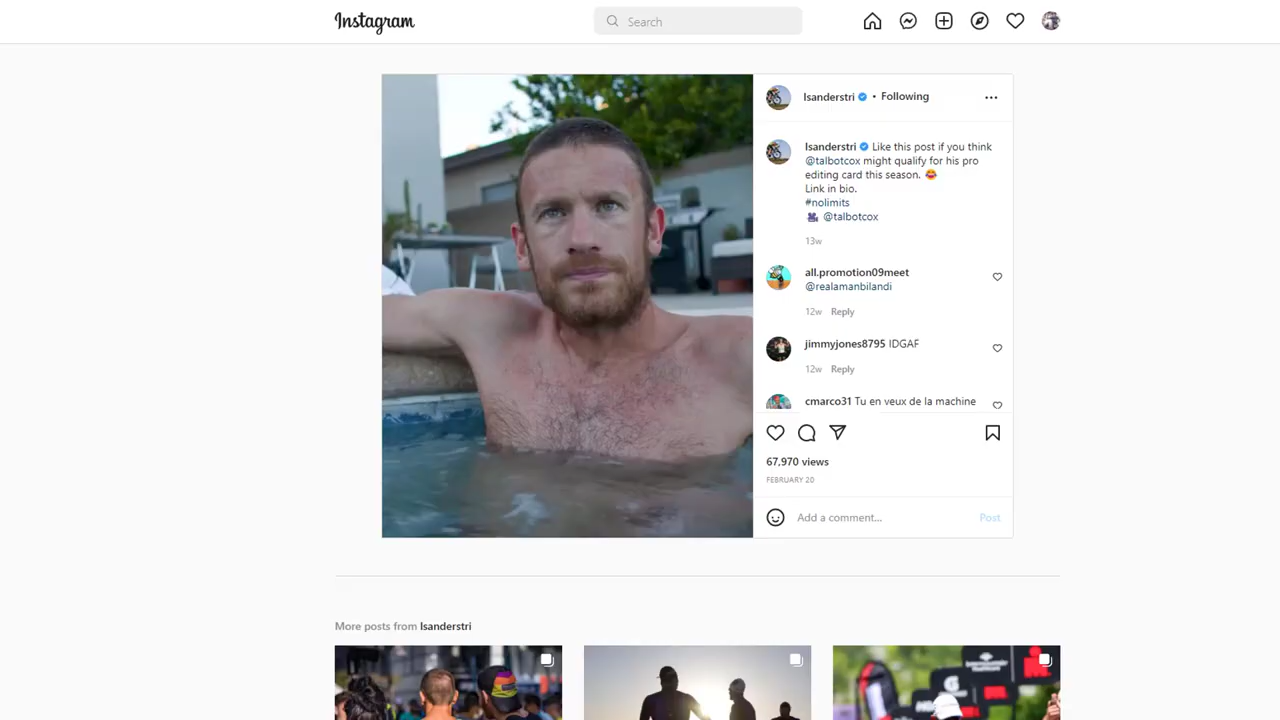 Instagram
Search
lsanderstri • Following
lsanderstri Like this post if you think
@talbotcox might qualify for his pro
editing card this season. 😂
Link in bio.
#nolimits
🎥 @talbotcox
13w
all.promotion09meet
@realamanbilandi
12w Reply
jimmyjones8795 IDGAF
12w Reply
cmarco31 Tu en veux de la machine
67,970 views
FEBRUARY 20
Add a comment... Post
More posts from lsanderstri